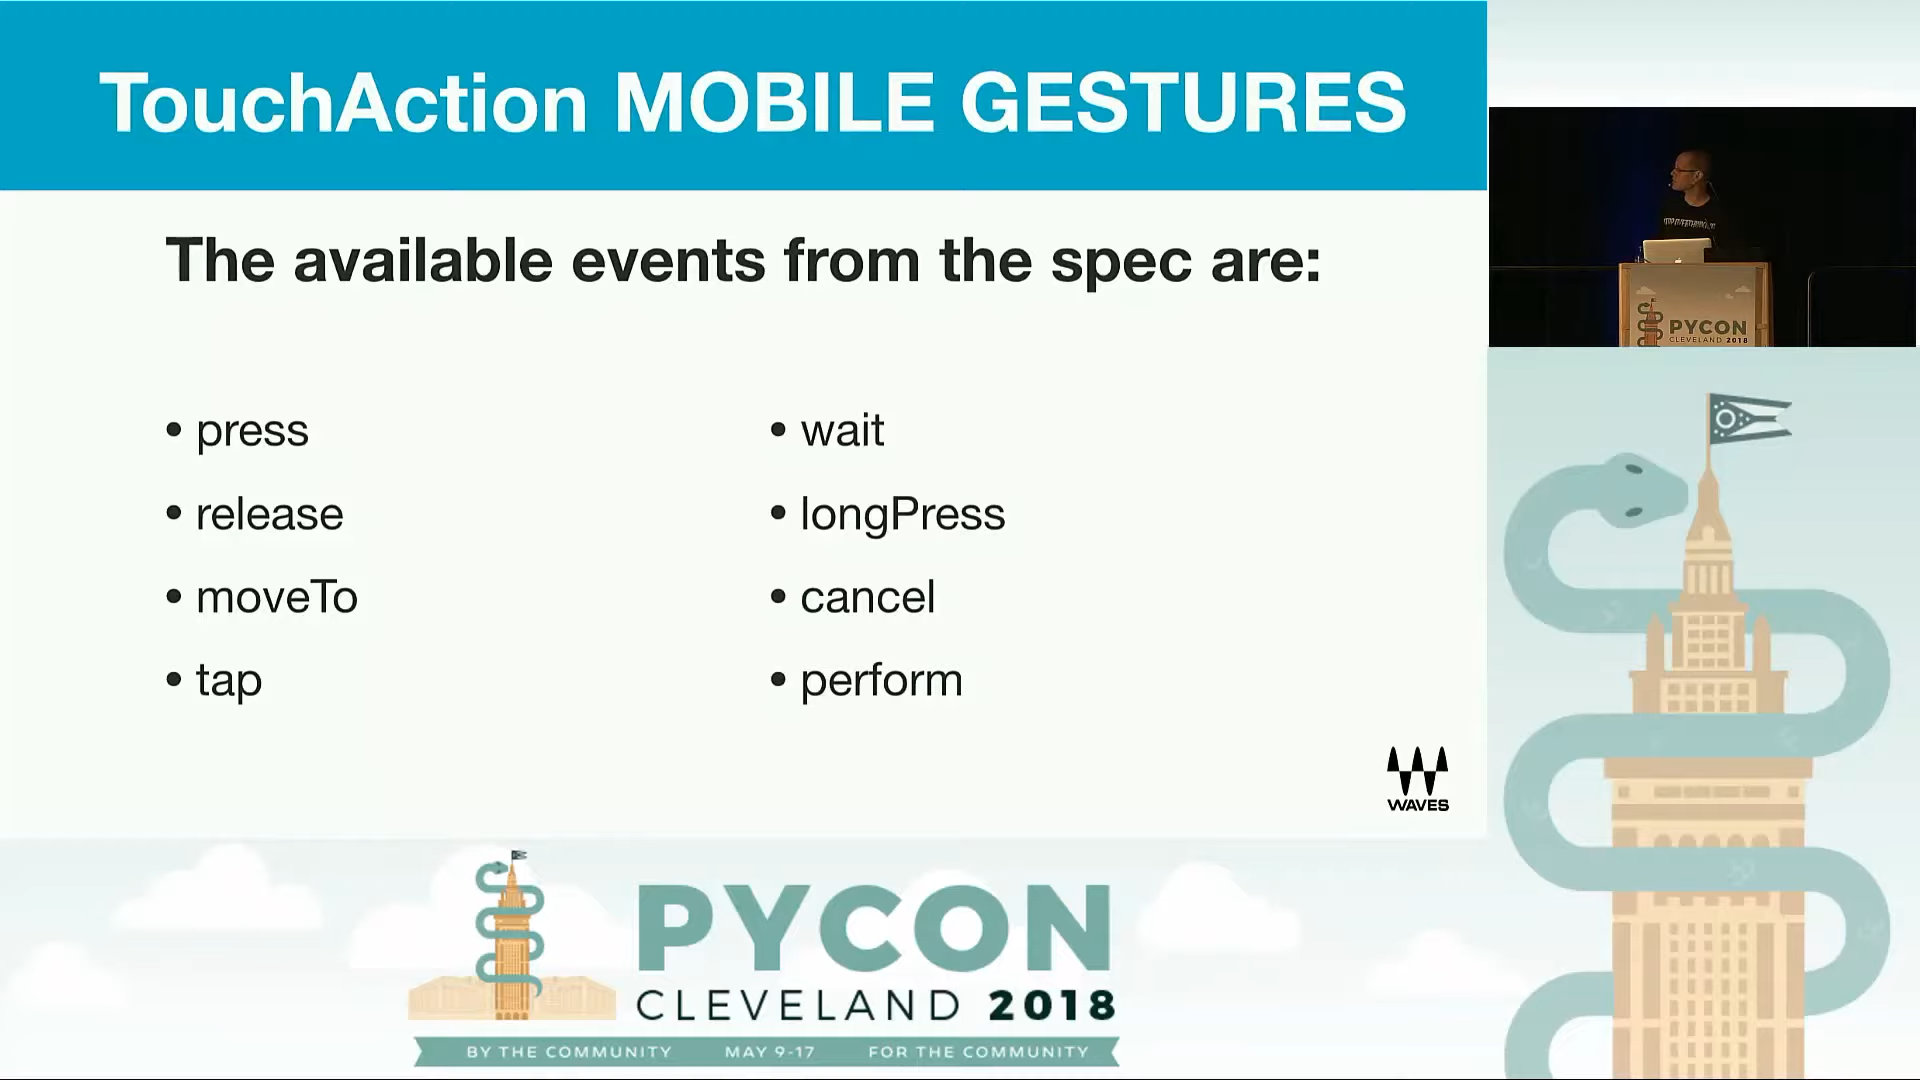 TouchAction MOBILE GESTURES
The available events from the spec are:
• press
• release
• moveTo
• tap
• wait
• longPress
• cancel
• perform
WAVES
PYCON
CLEVELAND 2018
PYCON
CLEVELAND 2018
BY THE COMMUNITY MAY 9-17 FOR THE COMMUNITY